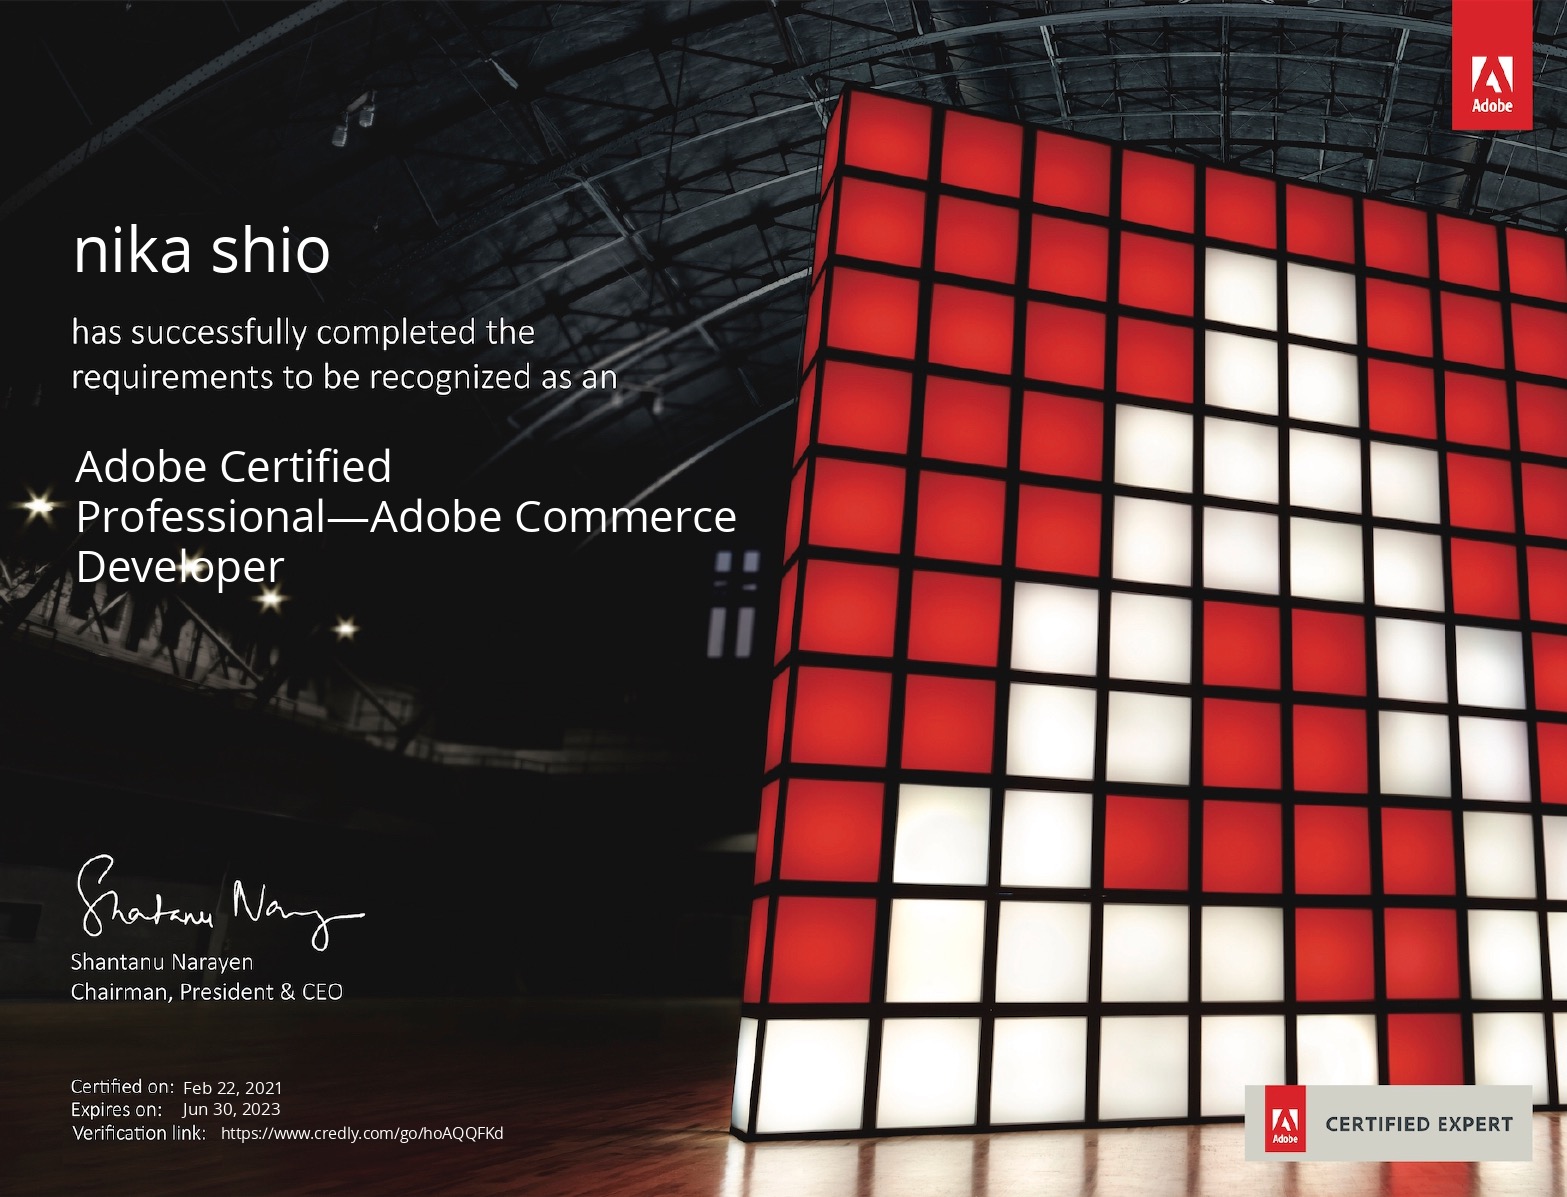 Adobe
nika shio
has successfully completed the
requirements to be recognized as an
Adobe Certified
Professional—Adobe Commerce
Developer
Shantanu Narayen
Shantanu Narayen
Chairman, President & CEO
Certified on: Feb 22, 2021
Expires on: Jun 30, 2023
Verification link: https://www.credly.com/go/hoAQQFKd
Adobe
CERTIFIED EXPERT